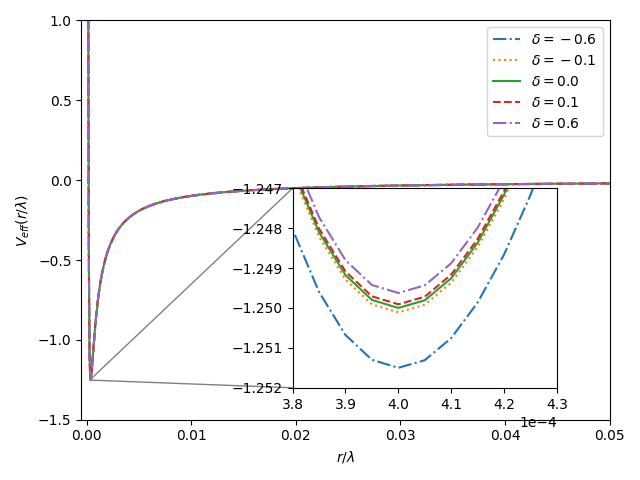 1.0
0.5
0.0
−0.5
−1.0
−1.5
V_eff(r/λ)
δ = −0.6
δ = −0.1
δ = 0.0
δ = 0.1
δ = 0.6
−1.247
−1.248
−1.249
−1.250
−1.251
−1.252
3.8 3.9 4.0 4.1 4.2 4.3
1e−4
0.00 0.01 0.02 0.03 0.04 0.05
r/λ